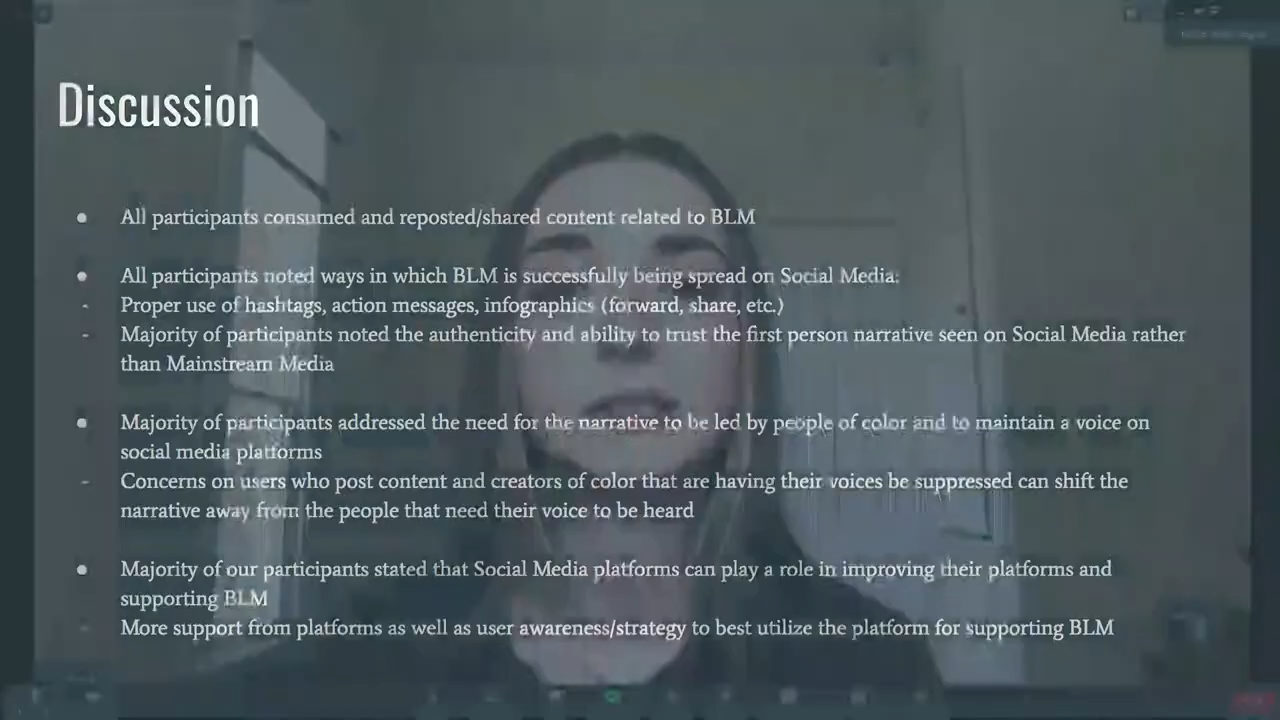 Discussion
● All participants consumed and reposted/shared content related to BLM
● All participants noted ways in which BLM is successfully being spread on Social Media:
- Proper use of hashtags, action messages, infographics (forward, share, etc.)
- Majority of participants noted the authenticity and ability to trust the first person narrative seen on Social Media rather
than Mainstream Media
● Majority of participants addressed the need for the narrative to be led by people of color and to maintain a voice on
social media platforms
- Concerns on users who post content and creators of color that are having their voices be suppressed can shift the
narrative away from the people that need their voice to be heard
● Majority of our participants stated that Social Media platforms can play a role in improving their platforms and
supporting BLM
- More support from platforms as well as user awareness/strategy to best utilize the platform for supporting BLM